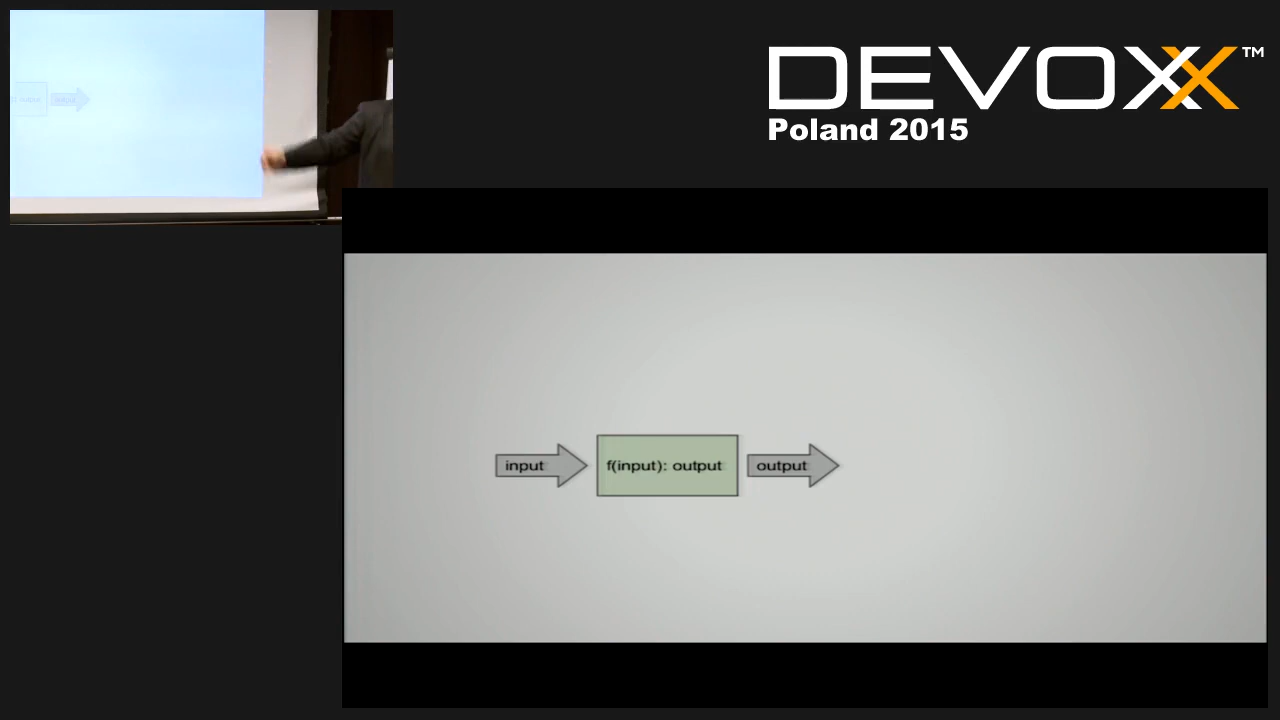 DEVOXX™
Poland 2015
input
f(input): output
output